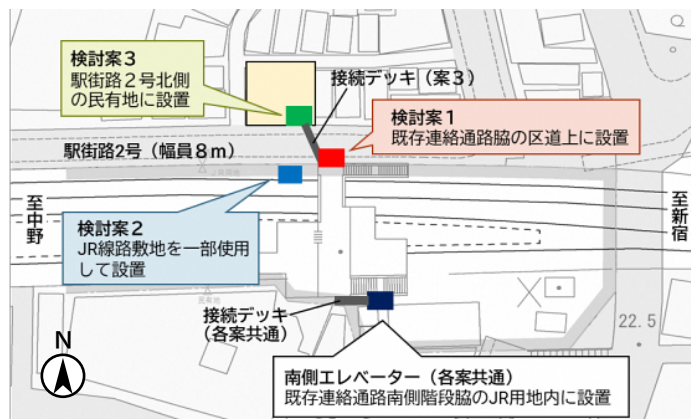 検討案3
駅街路2号北側
の民有地に設置
接続デッキ(案3)
検討案1
既存連絡通路脇の区道上に設置
駅街路2号(幅員8m)
至中野
検討案2
JR線路敷地を一部使用
して設置
至新宿
民有地
接続デッキ
(各案共通)
22.5
N
南側エレベーター(各案共通)
既存連絡通路南側階段脇のJR用地内に設置